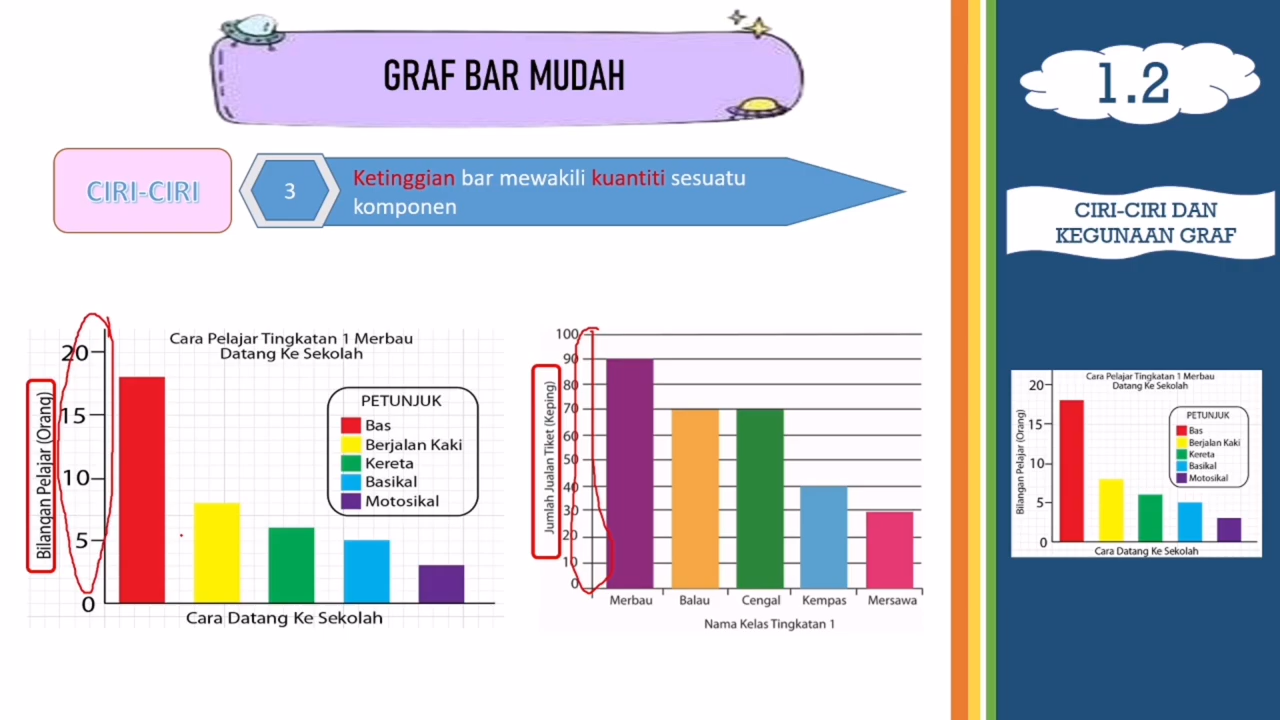 GRAF BAR MUDAH
CIRI-CIRI
3
Ketinggian bar mewakili kuantiti sesuatu
komponen
Cara Pelajar Tingkatan 1 Merbau
Datang Ke Sekolah
Bilangan Pelajar (Orang)
20
15
10
5
0
PETUNJUK
Bas
Berjalan Kaki
Kereta
Basikal
Motosikal
Cara Datang Ke Sekolah
Jumlah Jualan Tiket (Keping)
100
90
80
70
60
50
40
30
20
10
0
Merbau Balau Cengal Kempas Mersawa
Nama Kelas Tingkatan 1
1.2
CIRI-CIRI DAN
KEGUNAAN GRAF
Cara Pelajar Tingkatan 1 Merbau
Datang Ke Sekolah
Bilangan Pelajar (Orang)
20
15
10
5
0
PETUNJUK
Bas
Berjalan Kaki
Kereta
Basikal
Motosikal
Cara Datang Ke Sekolah